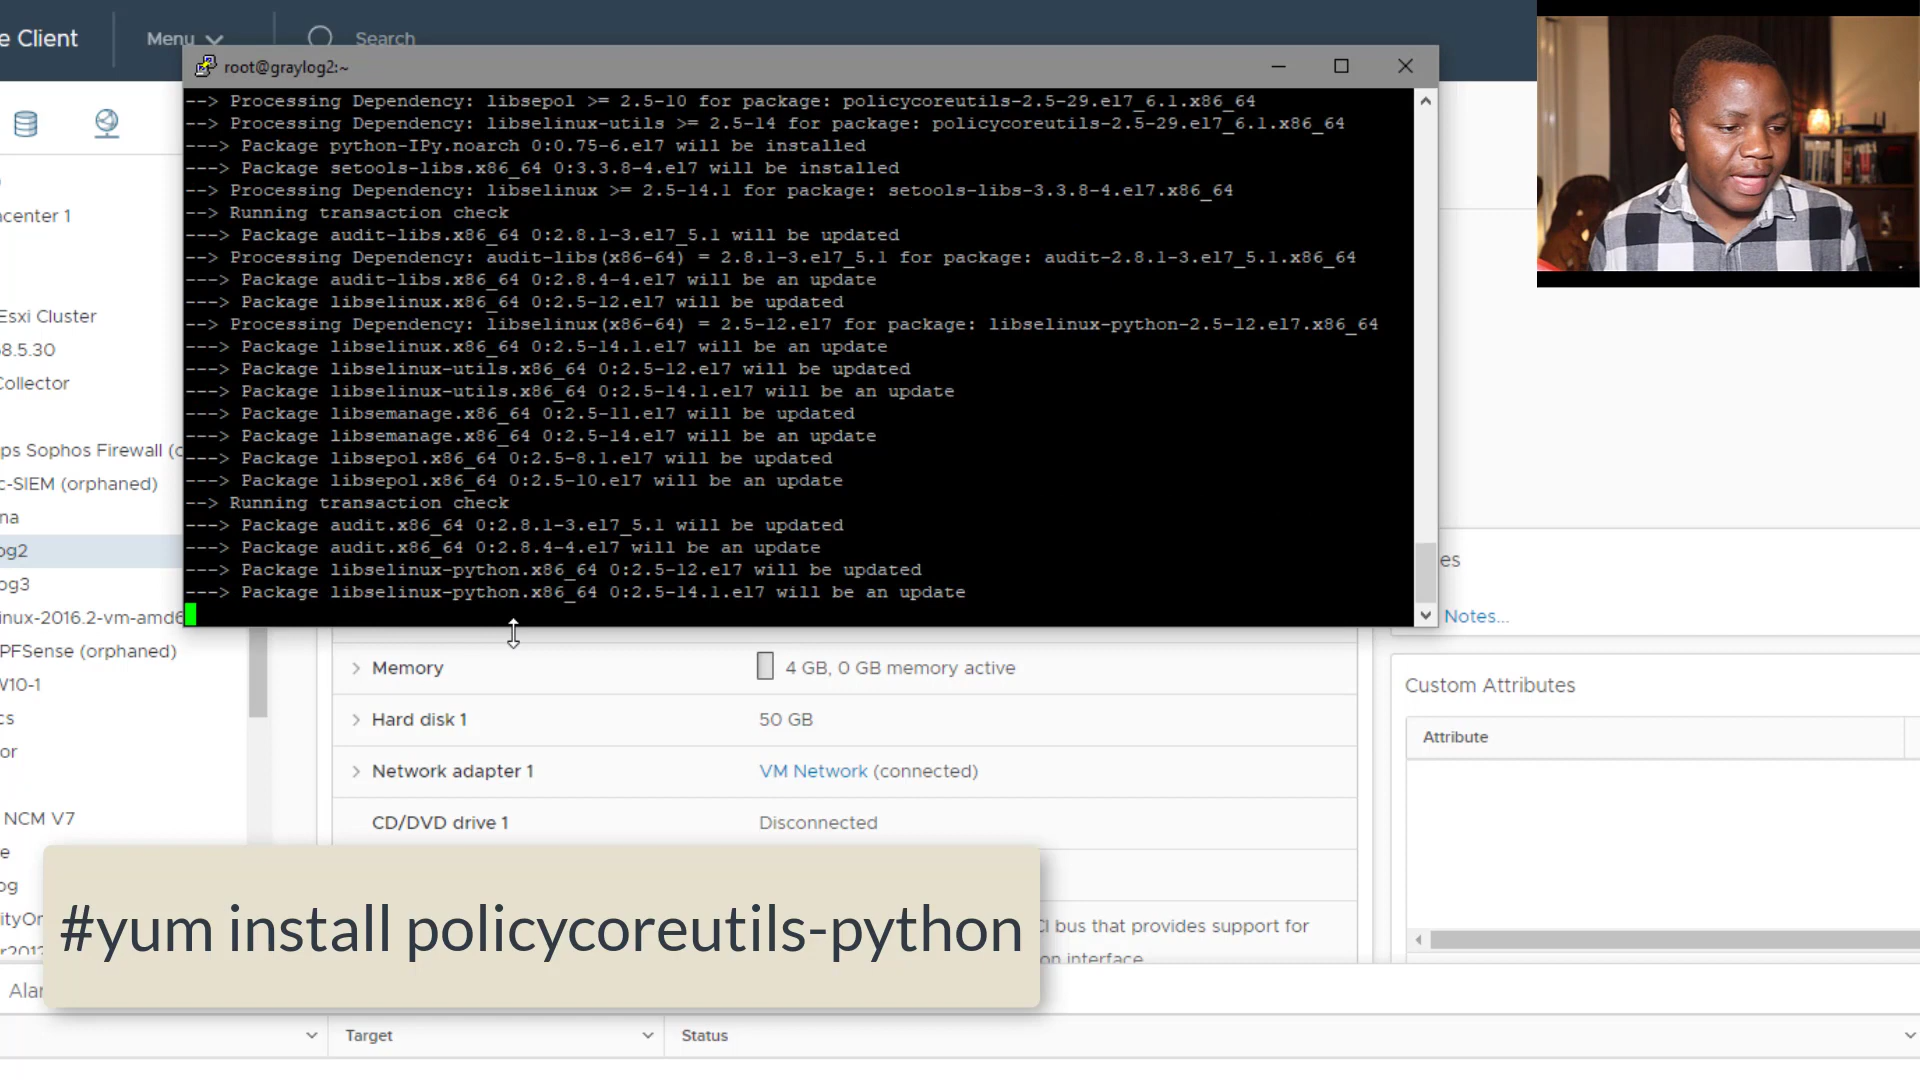 e Client
Menu
Search
root@graylog2:~
--> Processing Dependency: libsepol >= 2.5-10 for package: policycoreutils-2.5-29.el7_6.1.x86_64
--> Processing Dependency: libselinux-utils >= 2.5-14 for package: policycoreutils-2.5-29.el7_6.1.x86_64
---> Package python-IPy.noarch 0:0.75-6.el7 will be installed
---> Package setools-libs.x86_64 0:3.3.8-4.el7 will be installed
--> Processing Dependency: libselinux >= 2.5-14.1 for package: setools-libs-3.3.8-4.el7.x86_64
--> Running transaction check
---> Package audit-libs.x86_64 0:2.8.1-3.el7_5.1 will be updated
--> Processing Dependency: audit-libs(x86-64) = 2.8.1-3.el7_5.1 for package: audit-2.8.1-3.el7_5.1.x86_64
---> Package audit-libs.x86_64 0:2.8.4-4.el7 will be an update
---> Package libselinux.x86_64 0:2.5-12.el7 will be updated
--> Processing Dependency: libselinux(x86-64) = 2.5-12.el7 for package: libselinux-python-2.5-12.el7.x86_64
---> Package libselinux.x86_64 0:2.5-14.1.el7 will be an update
---> Package libselinux-utils.x86_64 0:2.5-12.el7 will be updated
---> Package libselinux-utils.x86_64 0:2.5-14.1.el7 will be an update
---> Package libsemanage.x86_64 0:2.5-11.el7 will be updated
---> Package libsemanage.x86_64 0:2.5-14.el7 will be an update
---> Package libsepol.x86_64 0:2.5-8.1.el7 will be updated
---> Package libsepol.x86_64 0:2.5-10.el7 will be an update
--> Running transaction check
---> Package audit.x86_64 0:2.8.1-3.el7_5.1 will be updated
---> Package audit.x86_64 0:2.8.4-4.el7 will be an update
---> Package libselinux-python.x86_64 0:2.5-12.el7 will be updated
---> Package libselinux-python.x86_64 0:2.5-14.1.el7 will be an update
ncenter 1
Esxi Cluster
8.5.30
Collector
ps Sophos Firewall (c
c-SIEM (orphaned)
na
og2
og3
inux-2016.2-vm-amd6
PFSense (orphaned)
W10-1
cs
or
NCM V7
e
og
ityOn
es
Notes...
Memory
4 GB, 0 GB memory active
Hard disk 1
50 GB
Network adapter 1
VM Network (connected)
CD/DVD drive 1
Disconnected
CI bus that provides support for
on interface
Custom Attributes
Attribute
#yum install policycoreutils-python
Alar
Target
Status